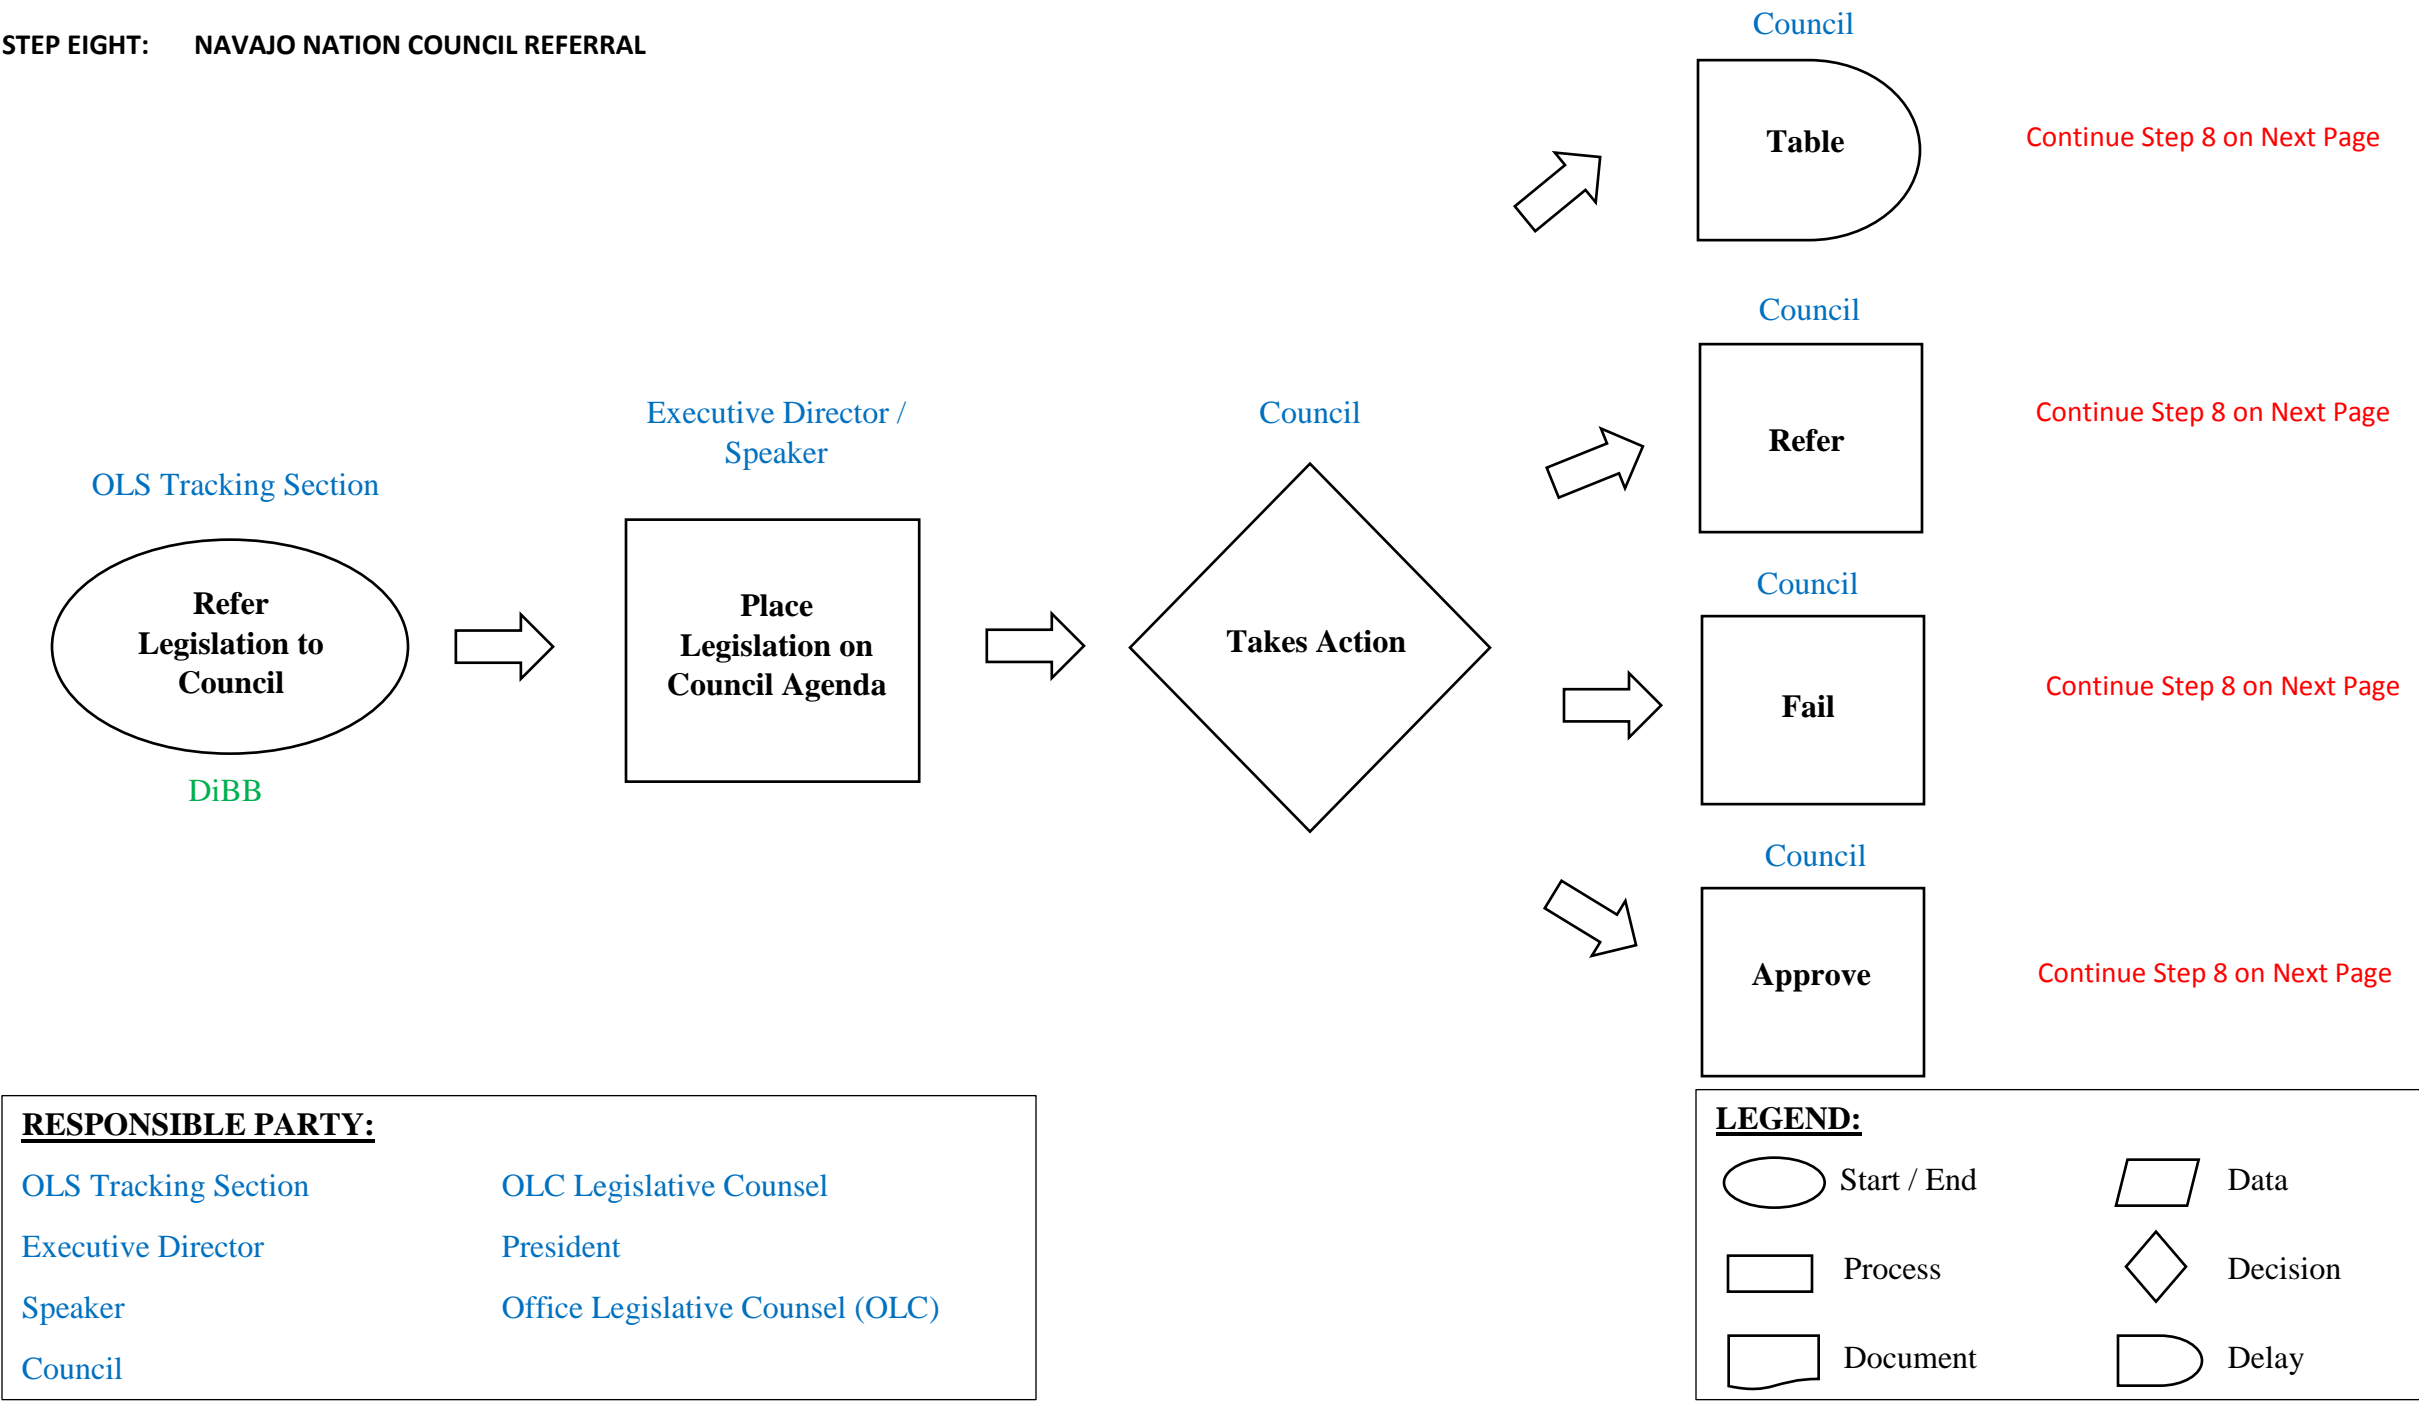 STEP EIGHT: NAVAJO NATION COUNCIL REFERRAL
Council
Table
Continue Step 8 on Next Page
Council
Refer
Continue Step 8 on Next Page
OLS Tracking Section
Refer
Legislation to
Council
DiBB
Executive Director /
Speaker
Place
Legislation on
Council Agenda
Council
Takes Action
Council
Fail
Continue Step 8 on Next Page
Council
Approve
Continue Step 8 on Next Page
RESPONSIBLE PARTY:
OLS Tracking Section
OLC Legislative Counsel
Executive Director
President
Speaker
Office Legislative Counsel (OLC)
Council
LEGEND:
Start / End
Data
Process
Decision
Document
Delay